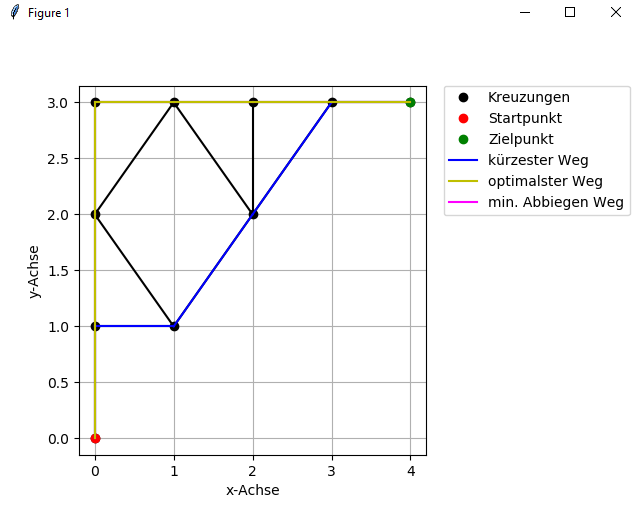 Figure 1
3.0
2.5
2.0
1.5
1.0
0.5
0.0
y-Achse
0 1 2 3 4
x-Achse
Kreuzungen
Startpunkt
Zielpunkt
kürzester Weg
optimalster Weg
min. Abbiegen Weg